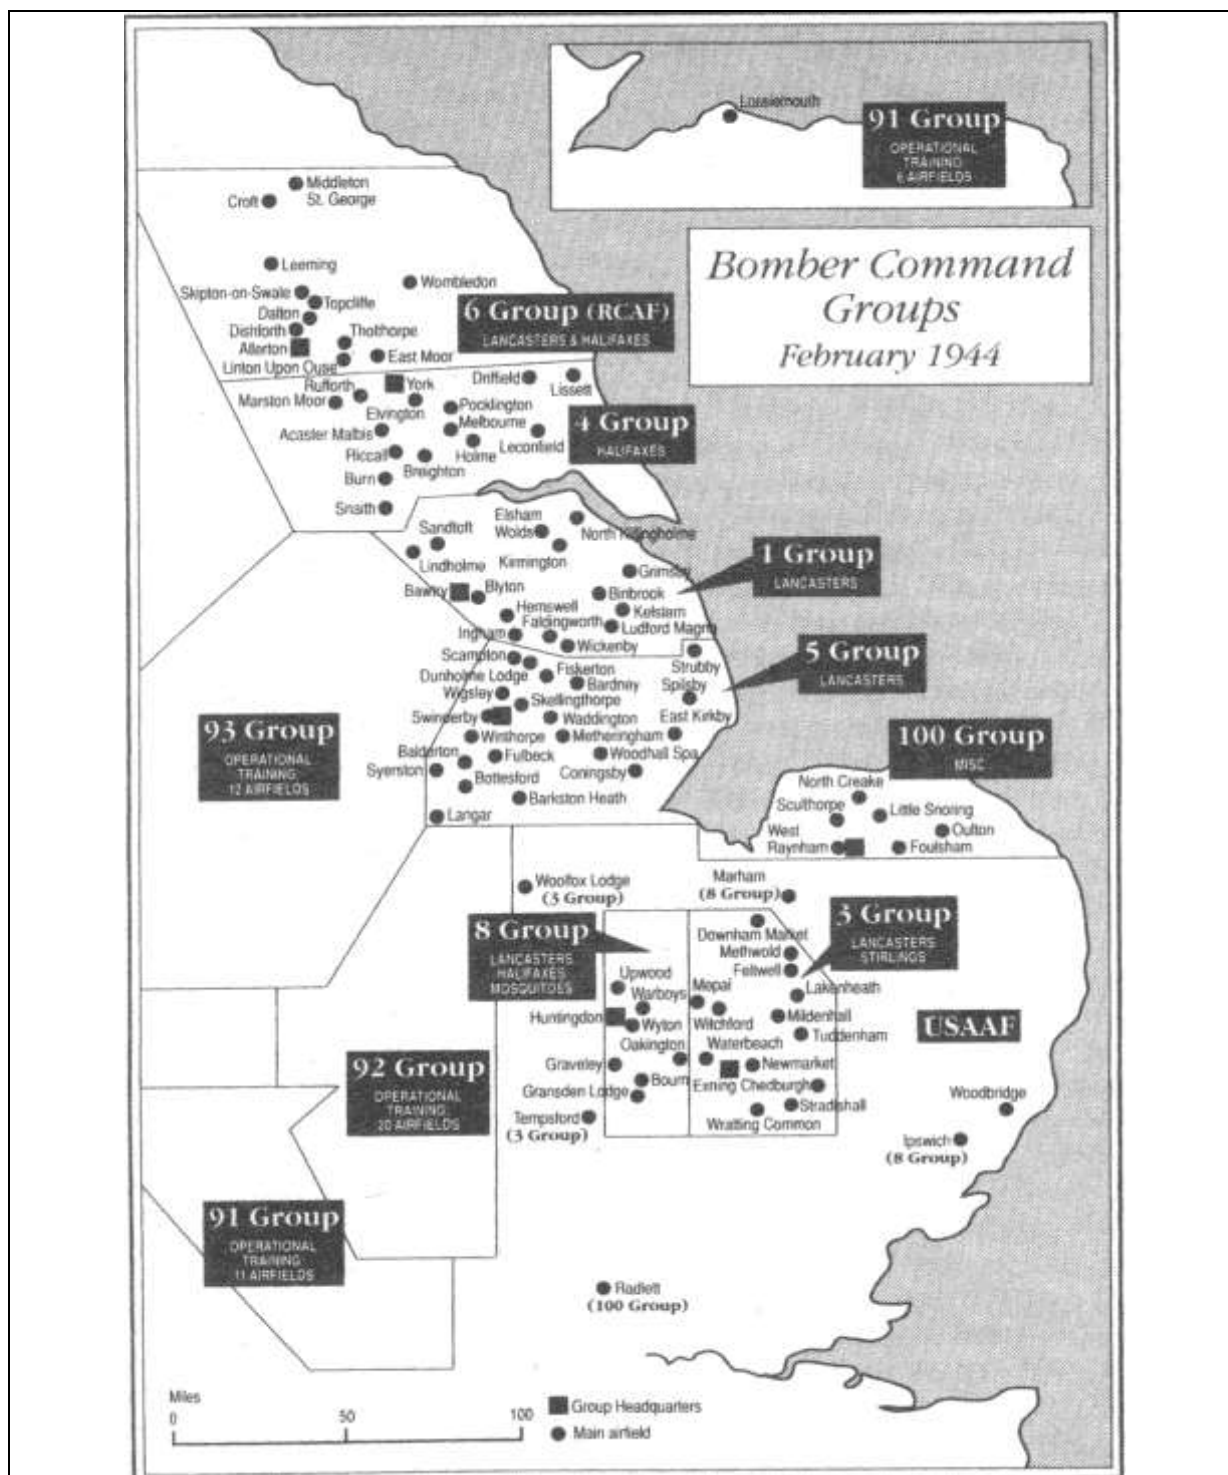 Lossiemouth
91 Group
OPERATIONAL
TRAINING
6 AIRFIELDS
Bomber Command
Groups
February 1944
Middleton
St. George
Croft
Leeming
Wombledon
Skipton-on-Swale
Topcliffe
Dalton
Dishforth
Tholthorpe
Allerton
East Moor
Linton Upon Ouse
6 Group (RCAF)
LANCASTERS & HALIFAXES
Rufforth
York
Driffield
Lissett
Marston Moor
Elvington
Pocklington
Acaster Malbis
Melbourne
Leconfield
Riccall
Holme
Breighton
Burn
Snaith
4 Group
HALIFAXES
Elsham
Wolds
North Killingholme
Sandtoft
Kirmington
Lindholme
Grimsby
Bawtry
Blyton
Binbrook
Hemswell
Kelstern
Faldingworth
Ludford Magna
Ingham
Wickenby
1 Group
LANCASTERS
Scampton
Strubby
Dunholme Lodge
Fiskerton
Bardney
Spilsby
Wigsley
Skellingthorpe
Swinderby
Waddington
East Kirkby
Winthorpe
Metheringham
Balderton
Fulbeck
Woodhall Spa
Syerston
Bottesford
Coningsby
Barkston Heath
Langar
5 Group
LANCASTERS
93 Group
OPERATIONAL
TRAINING
12 AIRFIELDS
100 Group
MISC
North Creake
Sculthorpe
Little Snoring
West
Raynham
Oulton
Foulsham
Woolfox Lodge
(3 Group)
Marham
(8 Group)
8 Group
LANCASTERS
HALIFAXES
MOSQUITOES
3 Group
LANCASTERS
STIRLINGS
Downham Market
Methwold
Feltwell
Upwood
Mepal
Lakenheath
Warboys
Huntingdon
Wyton
Witchford
Mildenhall
Tuddenham
Oakington
Waterbeach
Graveley
Newmarket
Bourn
Exning
Chedburgh
Gransden Lodge
Stradishall
Tempsford
(3 Group)
Wratting Common
USAAF
Woodbridge
Ipswich
(8 Group)
92 Group
OPERATIONAL
TRAINING
20 AIRFIELDS
91 Group
OPERATIONAL
TRAINING
11 AIRFIELDS
Radlett
(100 Group)
Miles
0 50 100
Group Headquarters
Main airfield